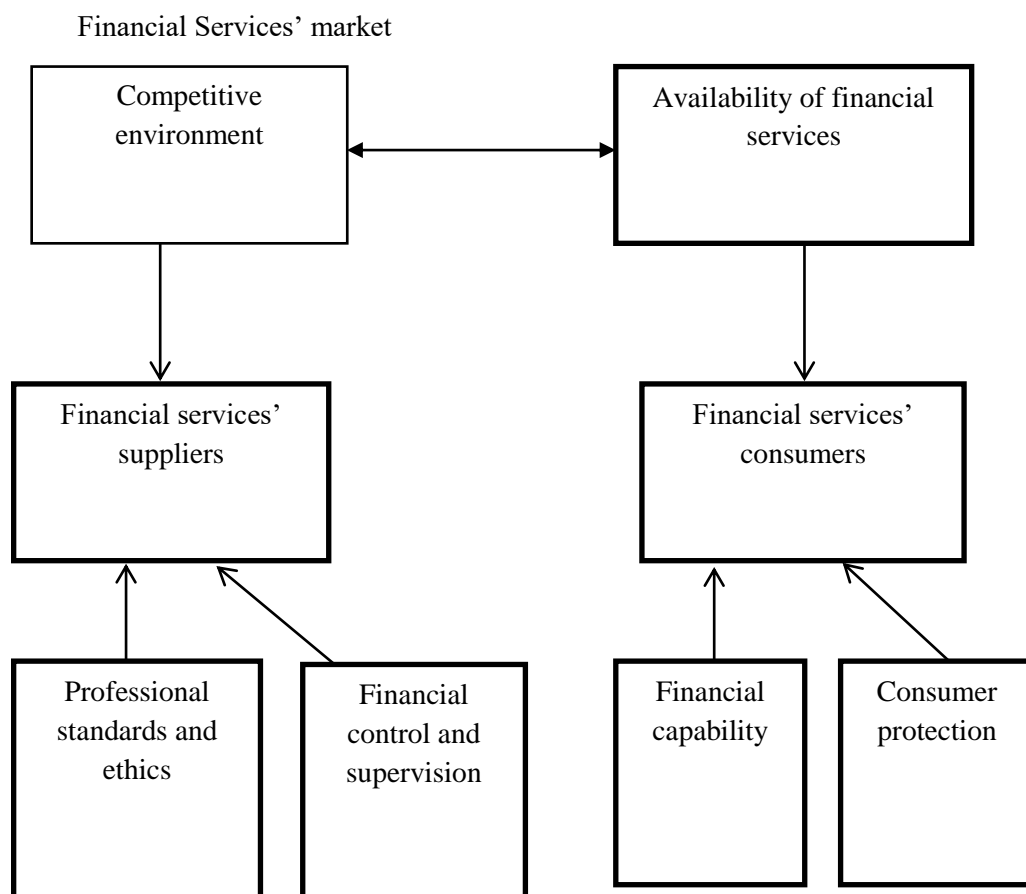 Financial Services’ market
Competitive
environment
Availability of financial
services
Financial services’
suppliers
Financial services’
consumers
Professional
standards and
ethics
Financial
control and
supervision
Financial
capability
Consumer
protection